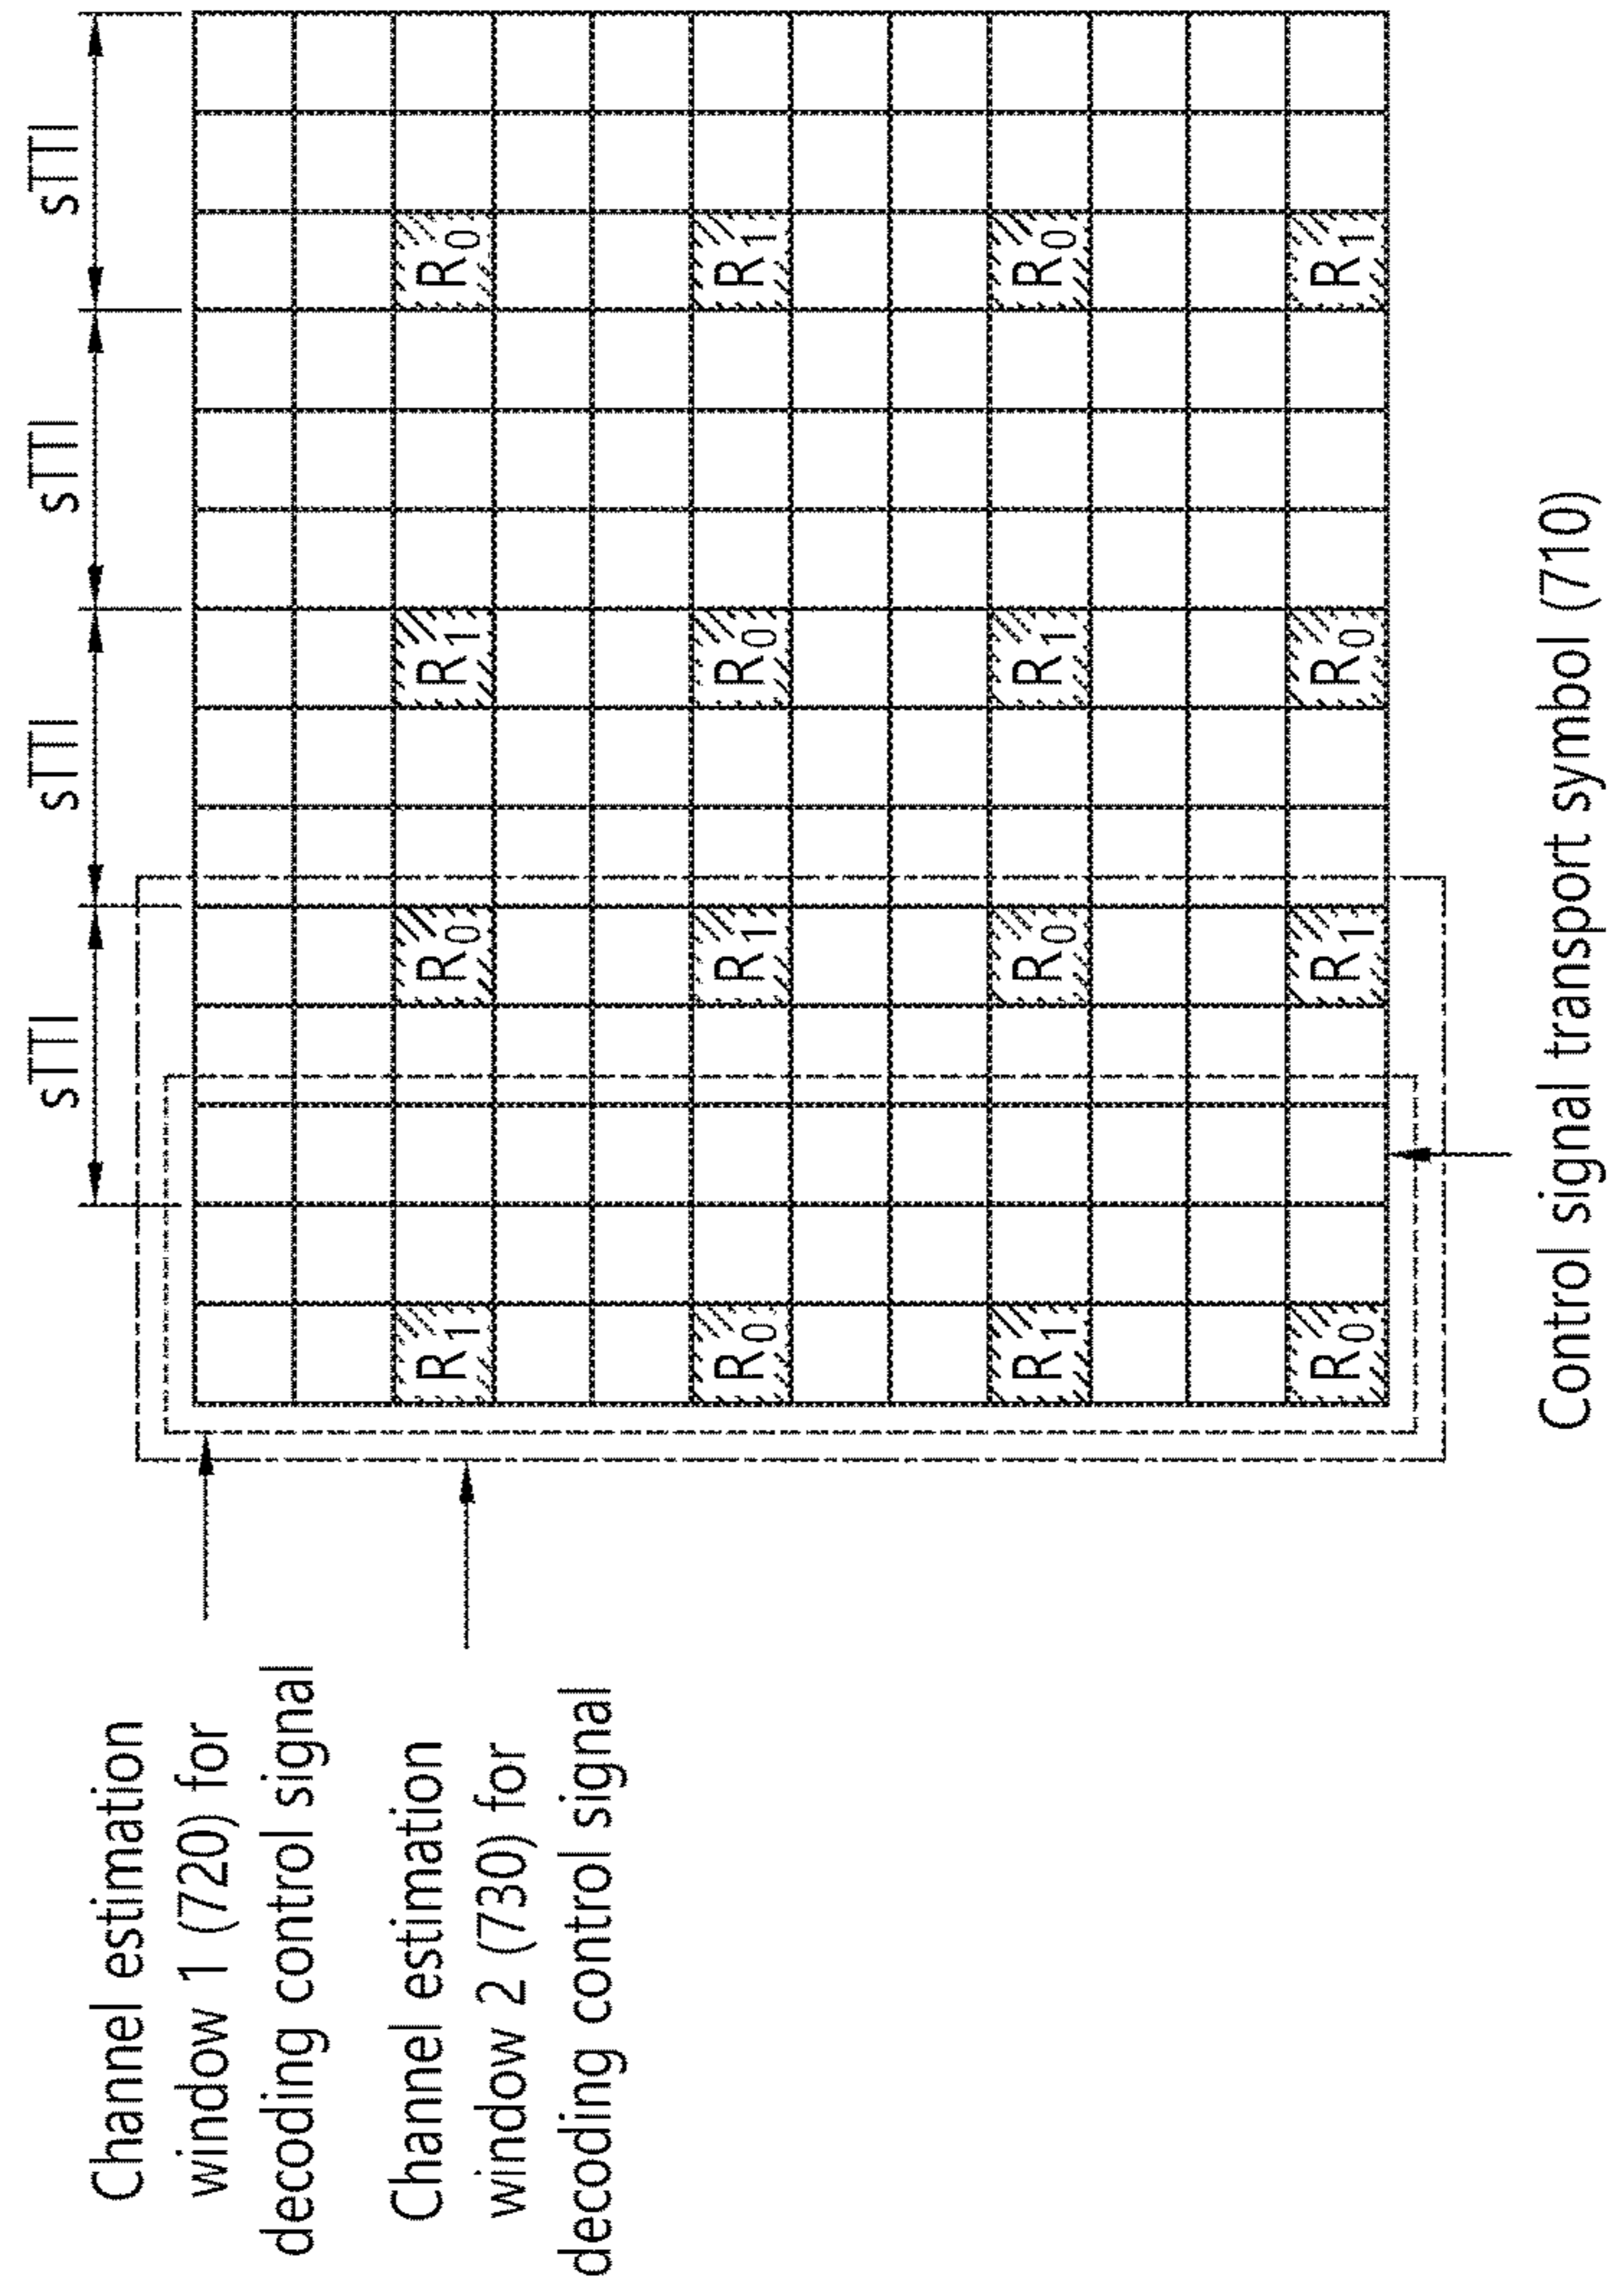 sTTI sTTI sTTI sTTI
Channel estimation
window 1 (720) for
decoding control signal
Channel estimation
window 2 (730) for
decoding control signal
R₁ R₀ R₁ R₀
R₀ R₁ R₀ R₁
R₁ R₀ R₁ R₀
R₀ R₁ R₀ R₁
Control signal transport symbol (710)